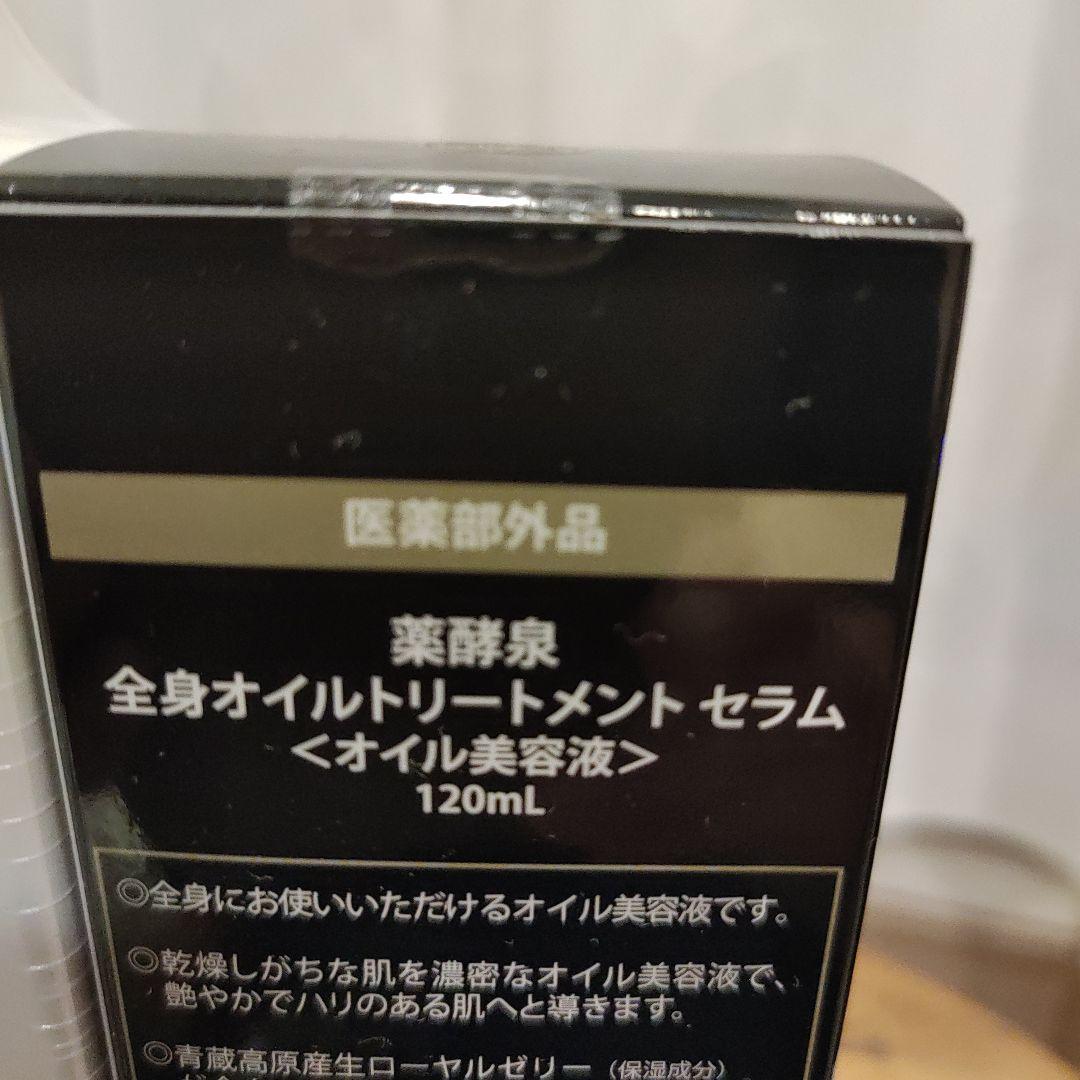 医薬部外品
薬酵泉
全身オイルトリートメント セラム
＜オイル美容液＞
120mL
◎全身にお使いいただけるオイル美容液です。
◎乾燥しがちな肌を濃密なオイル美容液で、
艶やかでハリのある肌へと導きます。
◎青蔵高原産生ローヤルゼリー（保湿成分）